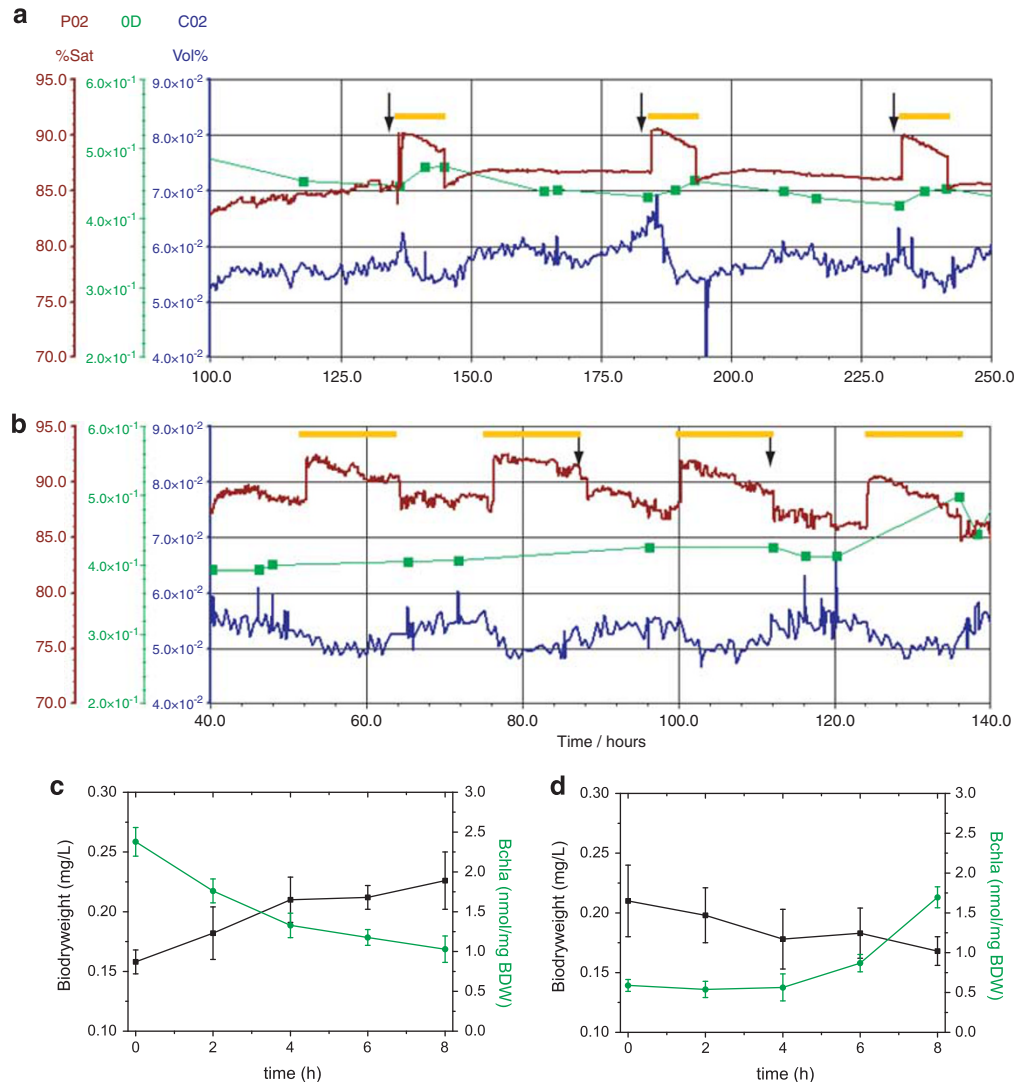 a
P02 0D C02
%Sat Vol%
95.0 6.0×10⁻¹ 9.0×10⁻²
90.0 5.0×10⁻¹ 8.0×10⁻²
85.0 4.0×10⁻¹ 7.0×10⁻²
80.0 3.0×10⁻¹ 6.0×10⁻²
75.0 2.0×10⁻¹ 5.0×10⁻²
70.0 4.0×10⁻²
100.0 125.0 150.0 175.0 200.0 225.0 250.0
b
95.0 6.0×10⁻¹ 9.0×10⁻²
90.0 5.0×10⁻¹ 8.0×10⁻²
85.0 4.0×10⁻¹ 7.0×10⁻²
80.0 3.0×10⁻¹ 6.0×10⁻²
75.0 2.0×10⁻¹ 5.0×10⁻²
70.0 4.0×10⁻²
40.0 60.0 80.0 100.0 120.0 140.0
Time / hours
c
Biodryweight (mg/L)
0.30
0.25
0.20
0.15
0.10
3.0
2.5
2.0
1.5
1.0
0.5
0.0
Bchla (nmol/mg BDW)
0 2 4 6 8
time (h)
d
Biodryweight (mg/L)
0.30
0.25
0.20
0.15
0.10
3.0
2.5
2.0
1.5
1.0
0.5
0.0
Bchla (nmol/mg BDW)
0 2 4 6 8
time (h)